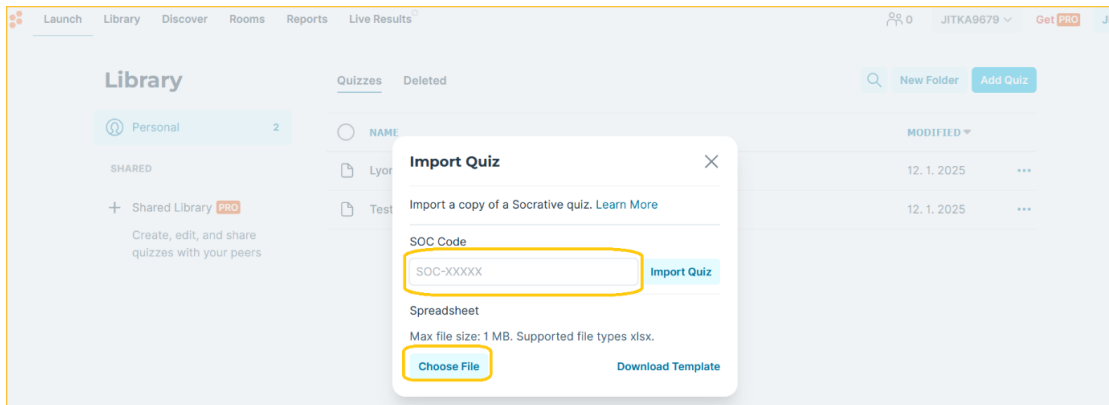 Launch Library Discover Rooms Reports Live Results 0 JITKA9679 Get PRO
Library Quizzes Deleted New Folder Add Quiz
Personal 2 NAME MODIFIED
Import Quiz
SHARED Lyor 12. 1. 2025
Import a copy of a Socrative quiz. Learn More
Shared Library PRO Test 12. 1. 2025
Create, edit, and share
quizzes with your peers
SOC Code
SOC-XXXXX Import Quiz
Spreadsheet
Max file size: 1 MB. Supported file types xlsx.
Choose File Download Template